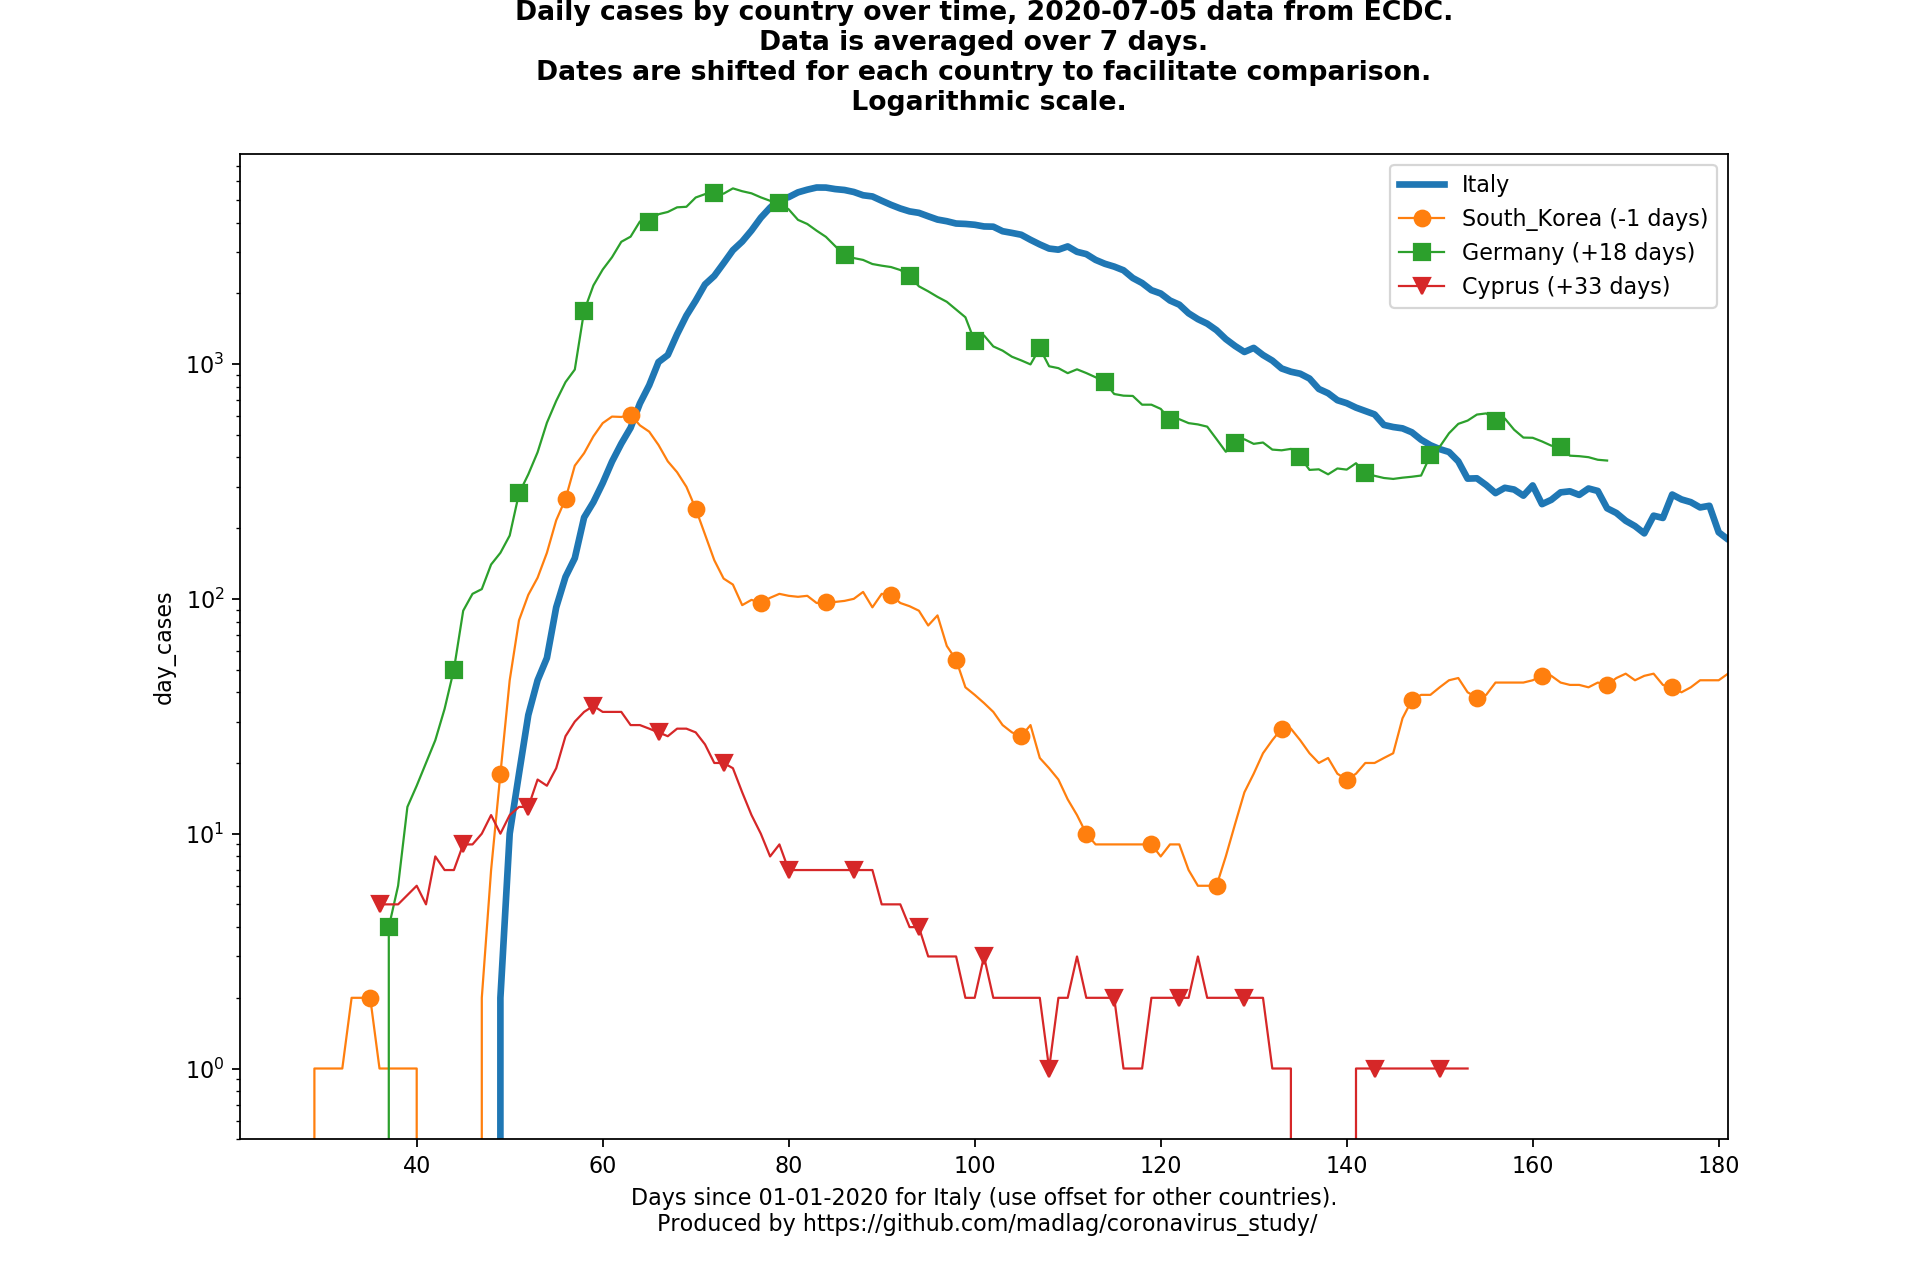 Daily cases by country over time, 2020-07-05 data from ECDC.
Data is averaged over 7 days.
Dates are shifted for each country to facilitate comparison.
Logarithmic scale.
Italy
South_Korea (-1 days)
Germany (+18 days)
Cyprus (+33 days)
day_cases
10³
10²
10¹
10⁰
40 60 80 100 120 140 160 180
Days since 01-01-2020 for Italy (use offset for other countries).
Produced by https://github.com/madlag/coronavirus_study/